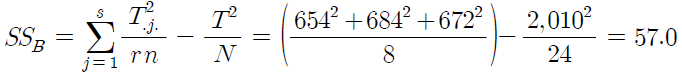 SS_B = \sum_{j=1}^{s} \frac{T_{.j.}^2}{rn} - \frac{T^2}{N} = \left( \frac{654^2 + 684^2 + 672^2}{8} \right) - \frac{2,010^2}{24} = 57.0